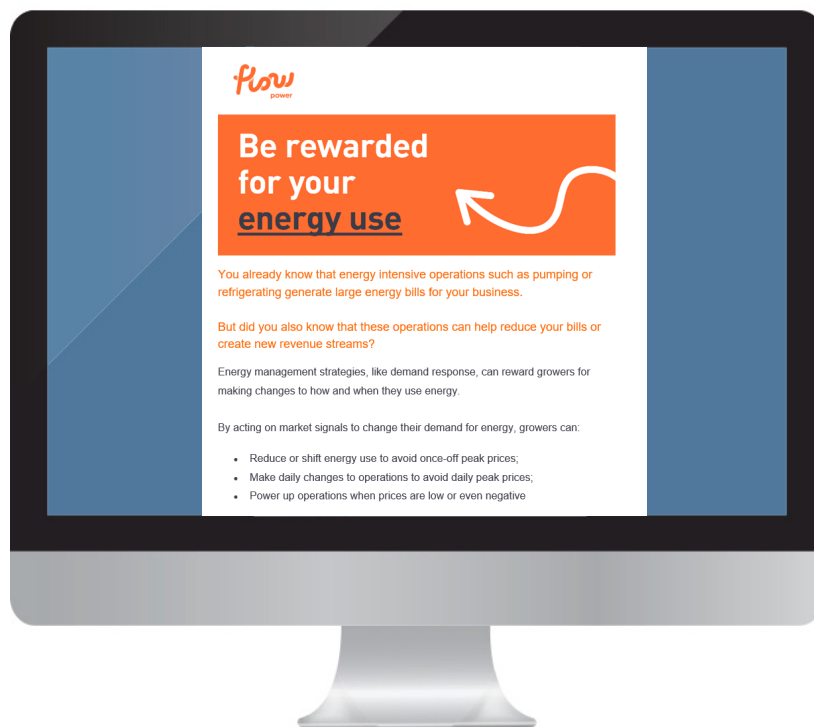 flow
power
Be rewarded
for your
energy use
You already know that energy intensive operations such as pumping or
refrigerating generate large energy bills for your business.
But did you also know that these operations can help reduce your bills or
create new revenue streams?
Energy management strategies, like demand response, can reward growers for
making changes to how and when they use energy.
By acting on market signals to change their demand for energy, growers can:
• Reduce or shift energy use to avoid once-off peak prices;
• Make daily changes to operations to avoid daily peak prices;
• Power up operations when prices are low or even negative